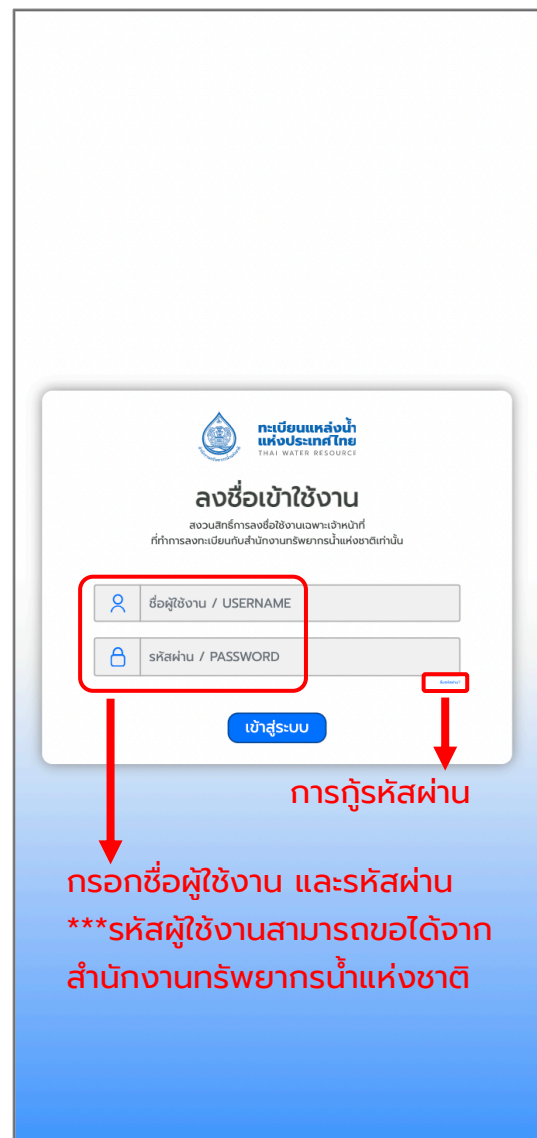 ทะเบียนแหล่งน้ำ
แห่งประเทศไทย
THAI WATER RESOURCE
ลงชื่อเข้าใช้งาน
สงวนสิทธิ์การลงชื่อใช้งานเฉพาะเจ้าหน้าที่
ที่ทำการลงทะเบียนกับสำนักงานทรัพยากรน้ำแห่งชาติเท่านั้น
ชื่อผู้ใช้งาน / USERNAME
รหัสผ่าน / PASSWORD
เข้าสู่ระบบ
การกู้รหัสผ่าน
กรอกชื่อผู้ใช้งาน และรหัสผ่าน
***รหัสผู้ใช้งานสามารถขอได้จาก
สำนักงานทรัพยากรน้ำแห่งชาติ